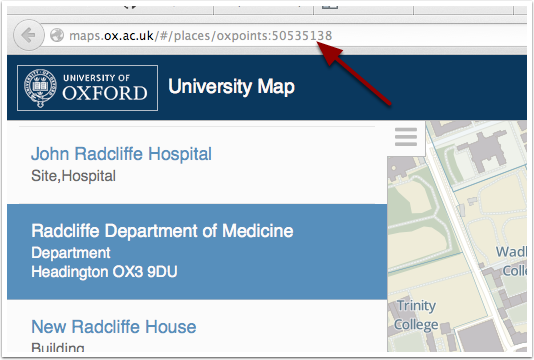 maps.ox.ac.uk/#/places/oxpoints:50535138
UNIVERSITY OF
OXFORD
University Map
John Radcliffe Hospital
Site,Hospital
Radcliffe Department of Medicine
Department
Headington OX3 9DU
New Radcliffe House
Building
Wadh
Colle
Trinity
College